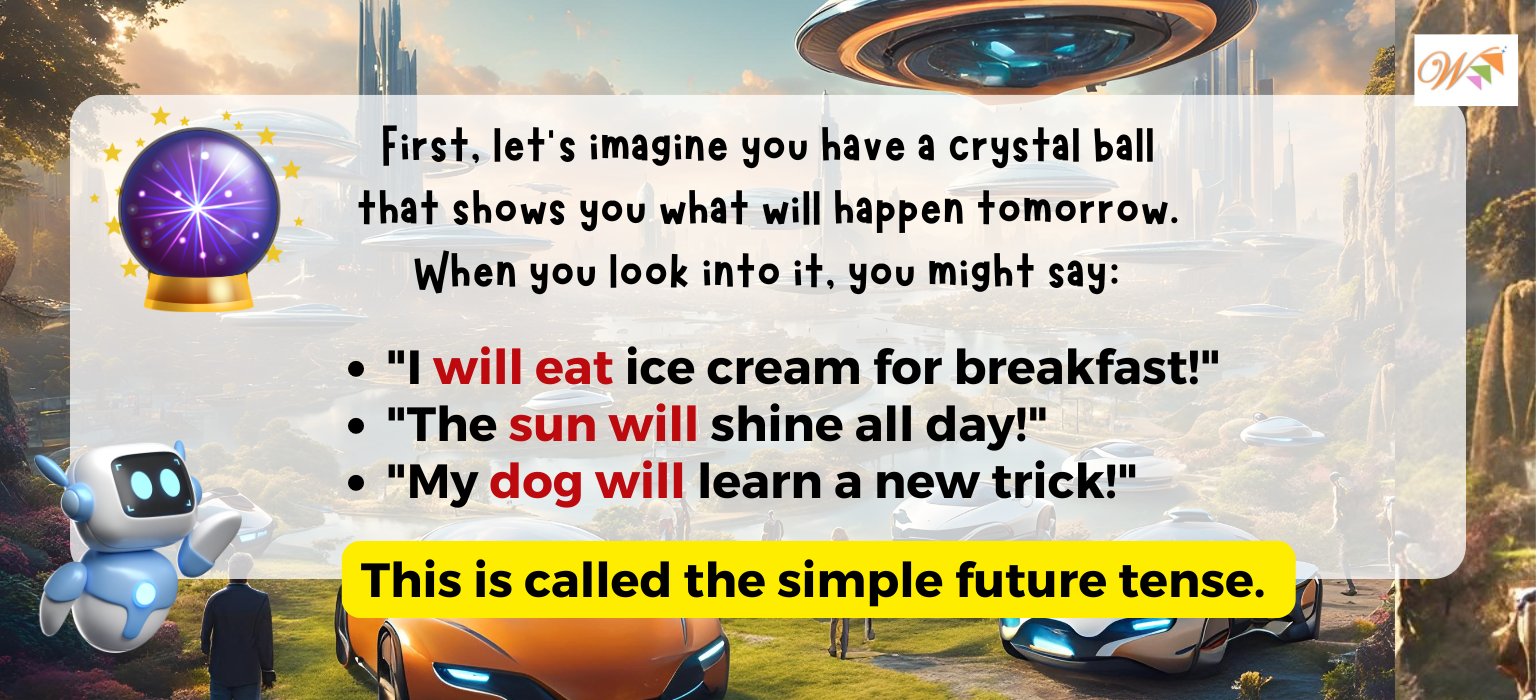 First, let's imagine you have a crystal ball
that shows you what will happen tomorrow.
When you look into it, you might say:
• "I will eat ice cream for breakfast!"
• "The sun will shine all day!"
• "My dog will learn a new trick!"
This is called the simple future tense.
W